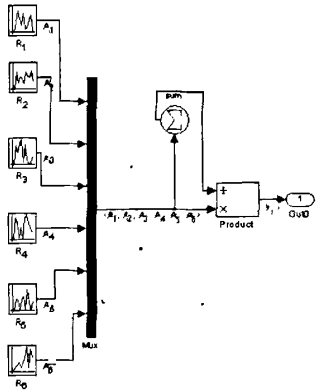 R1
A1
R2
R3
A3
R4
A4
R5
A5
R6
A6
Mux
sum
A1, A2, A3 A4 A5 A6
÷
×
Product
1
Out0